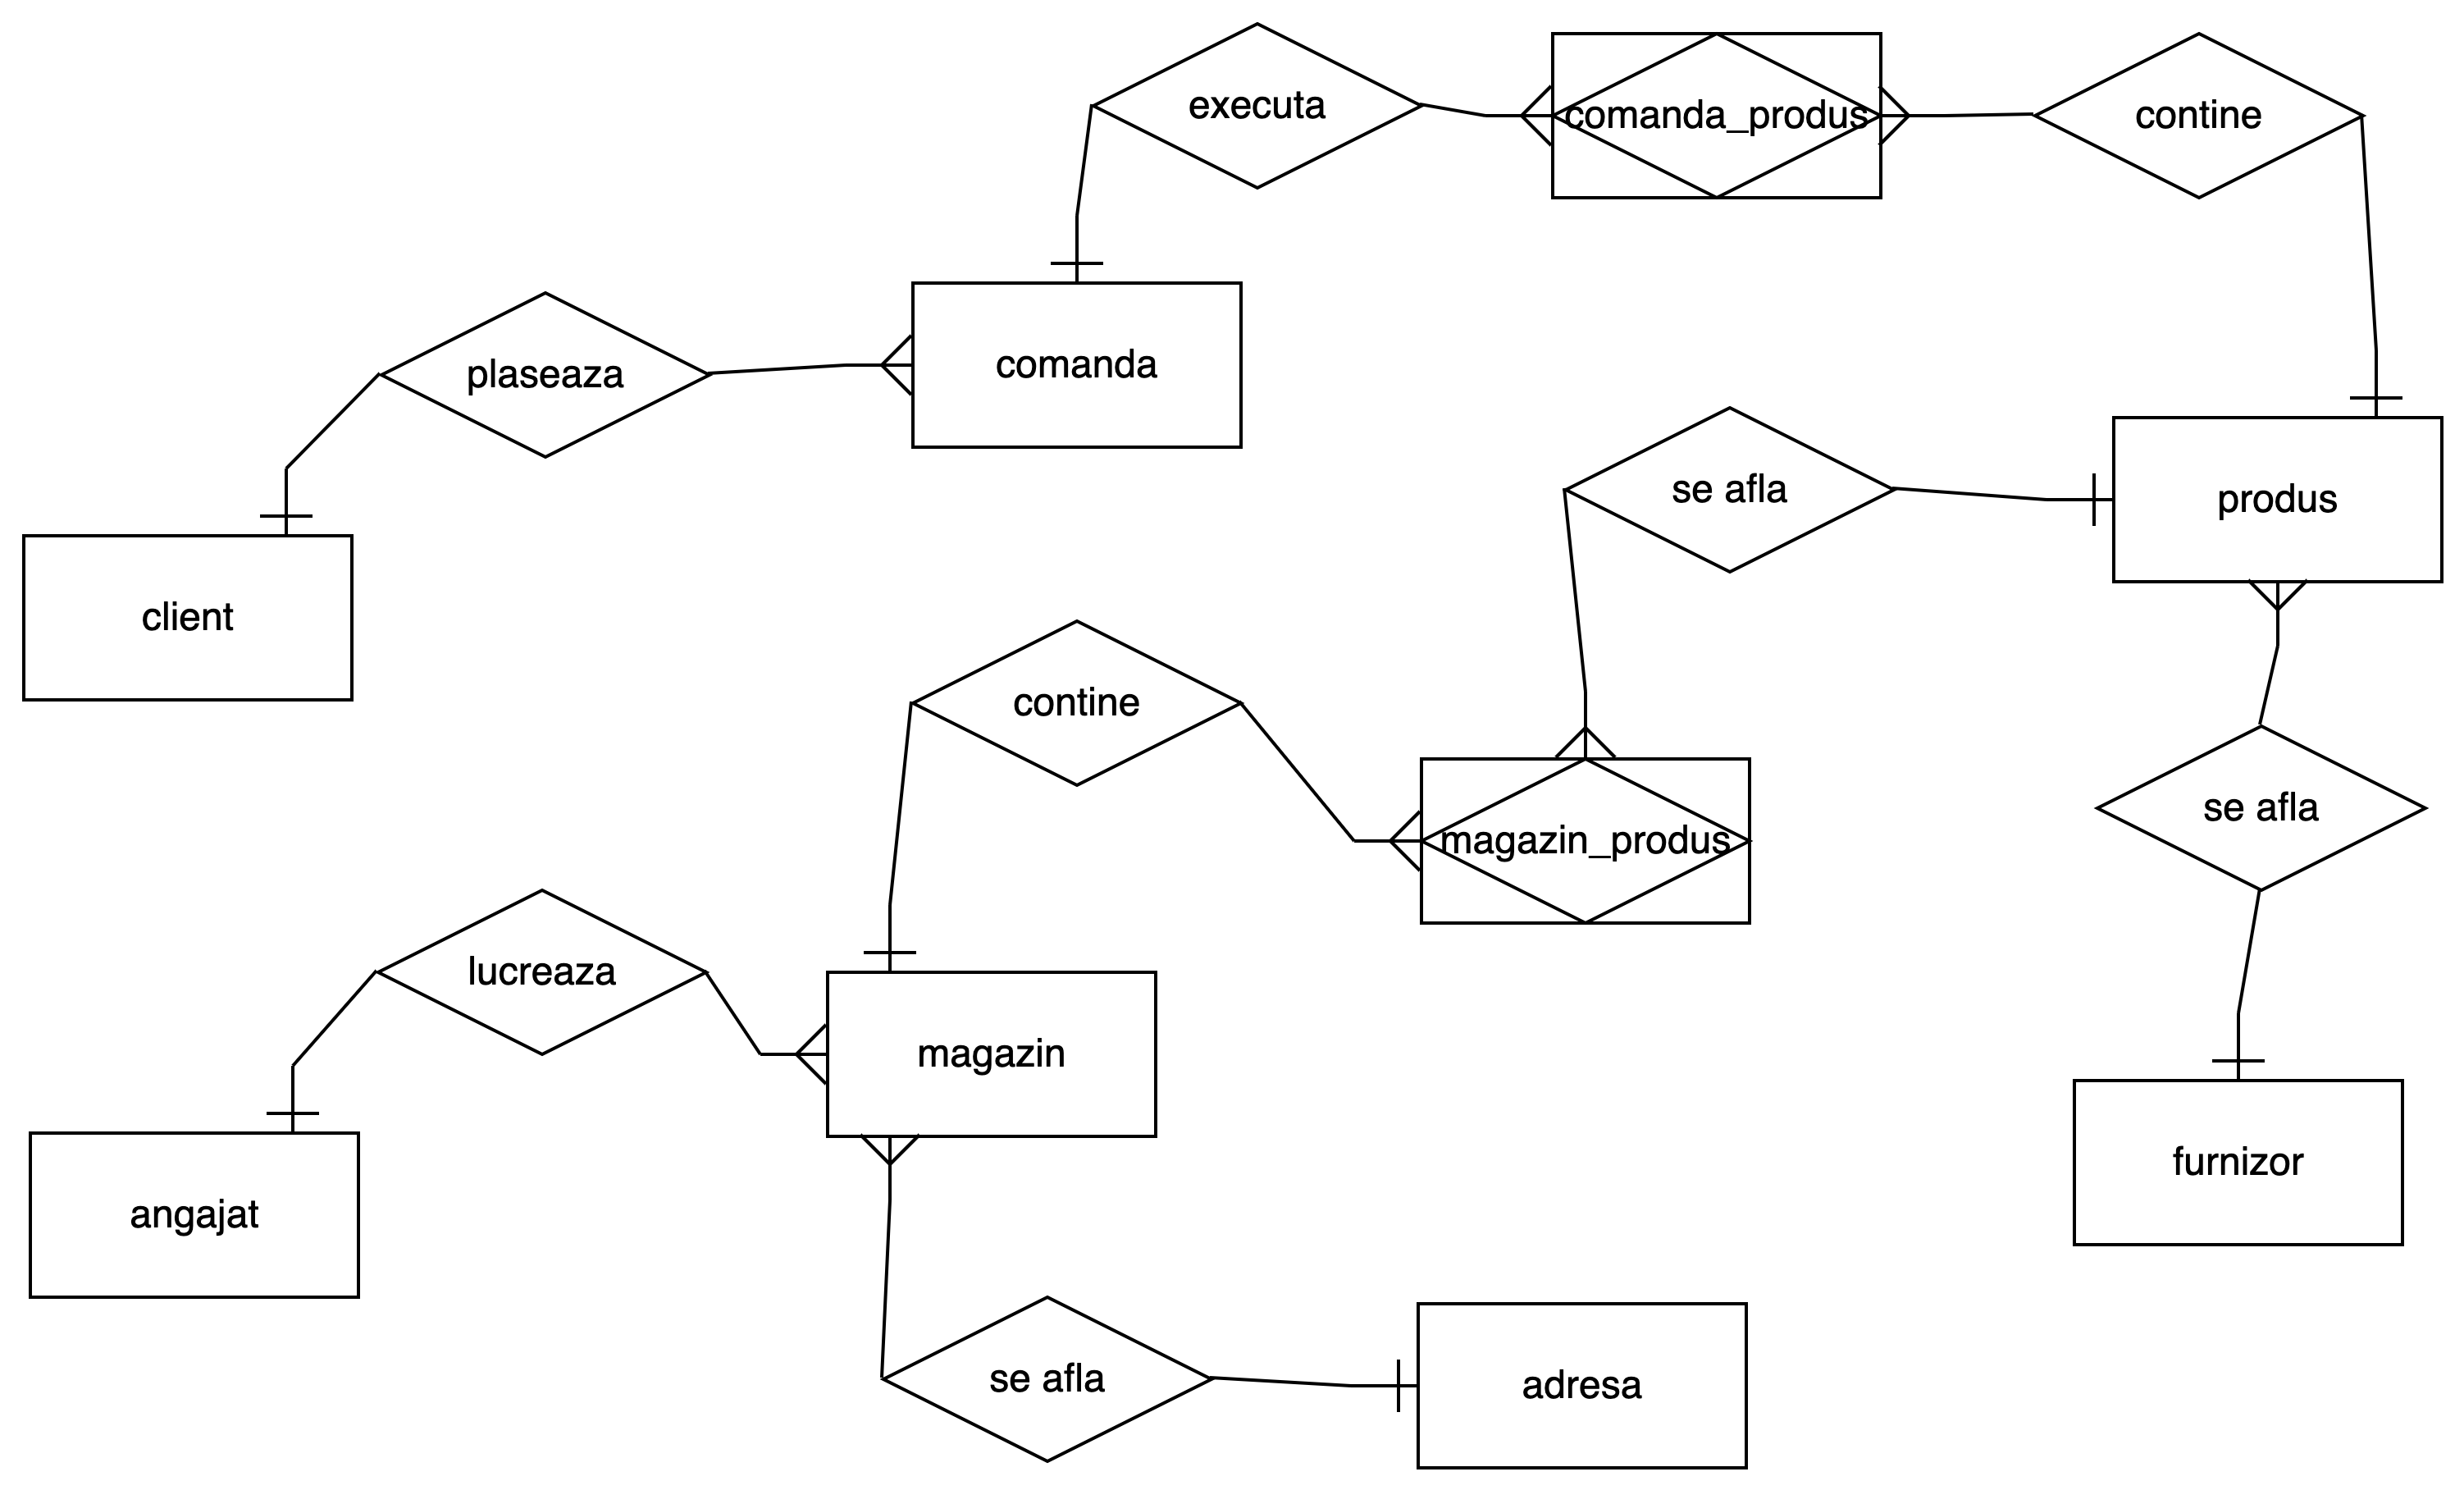 executa
comanda_produs
contine
plaseaza
comanda
se afla
produs
client
contine
magazin_produs
se afla
lucreaza
magazin
furnizor
angajat
se afla
adresa